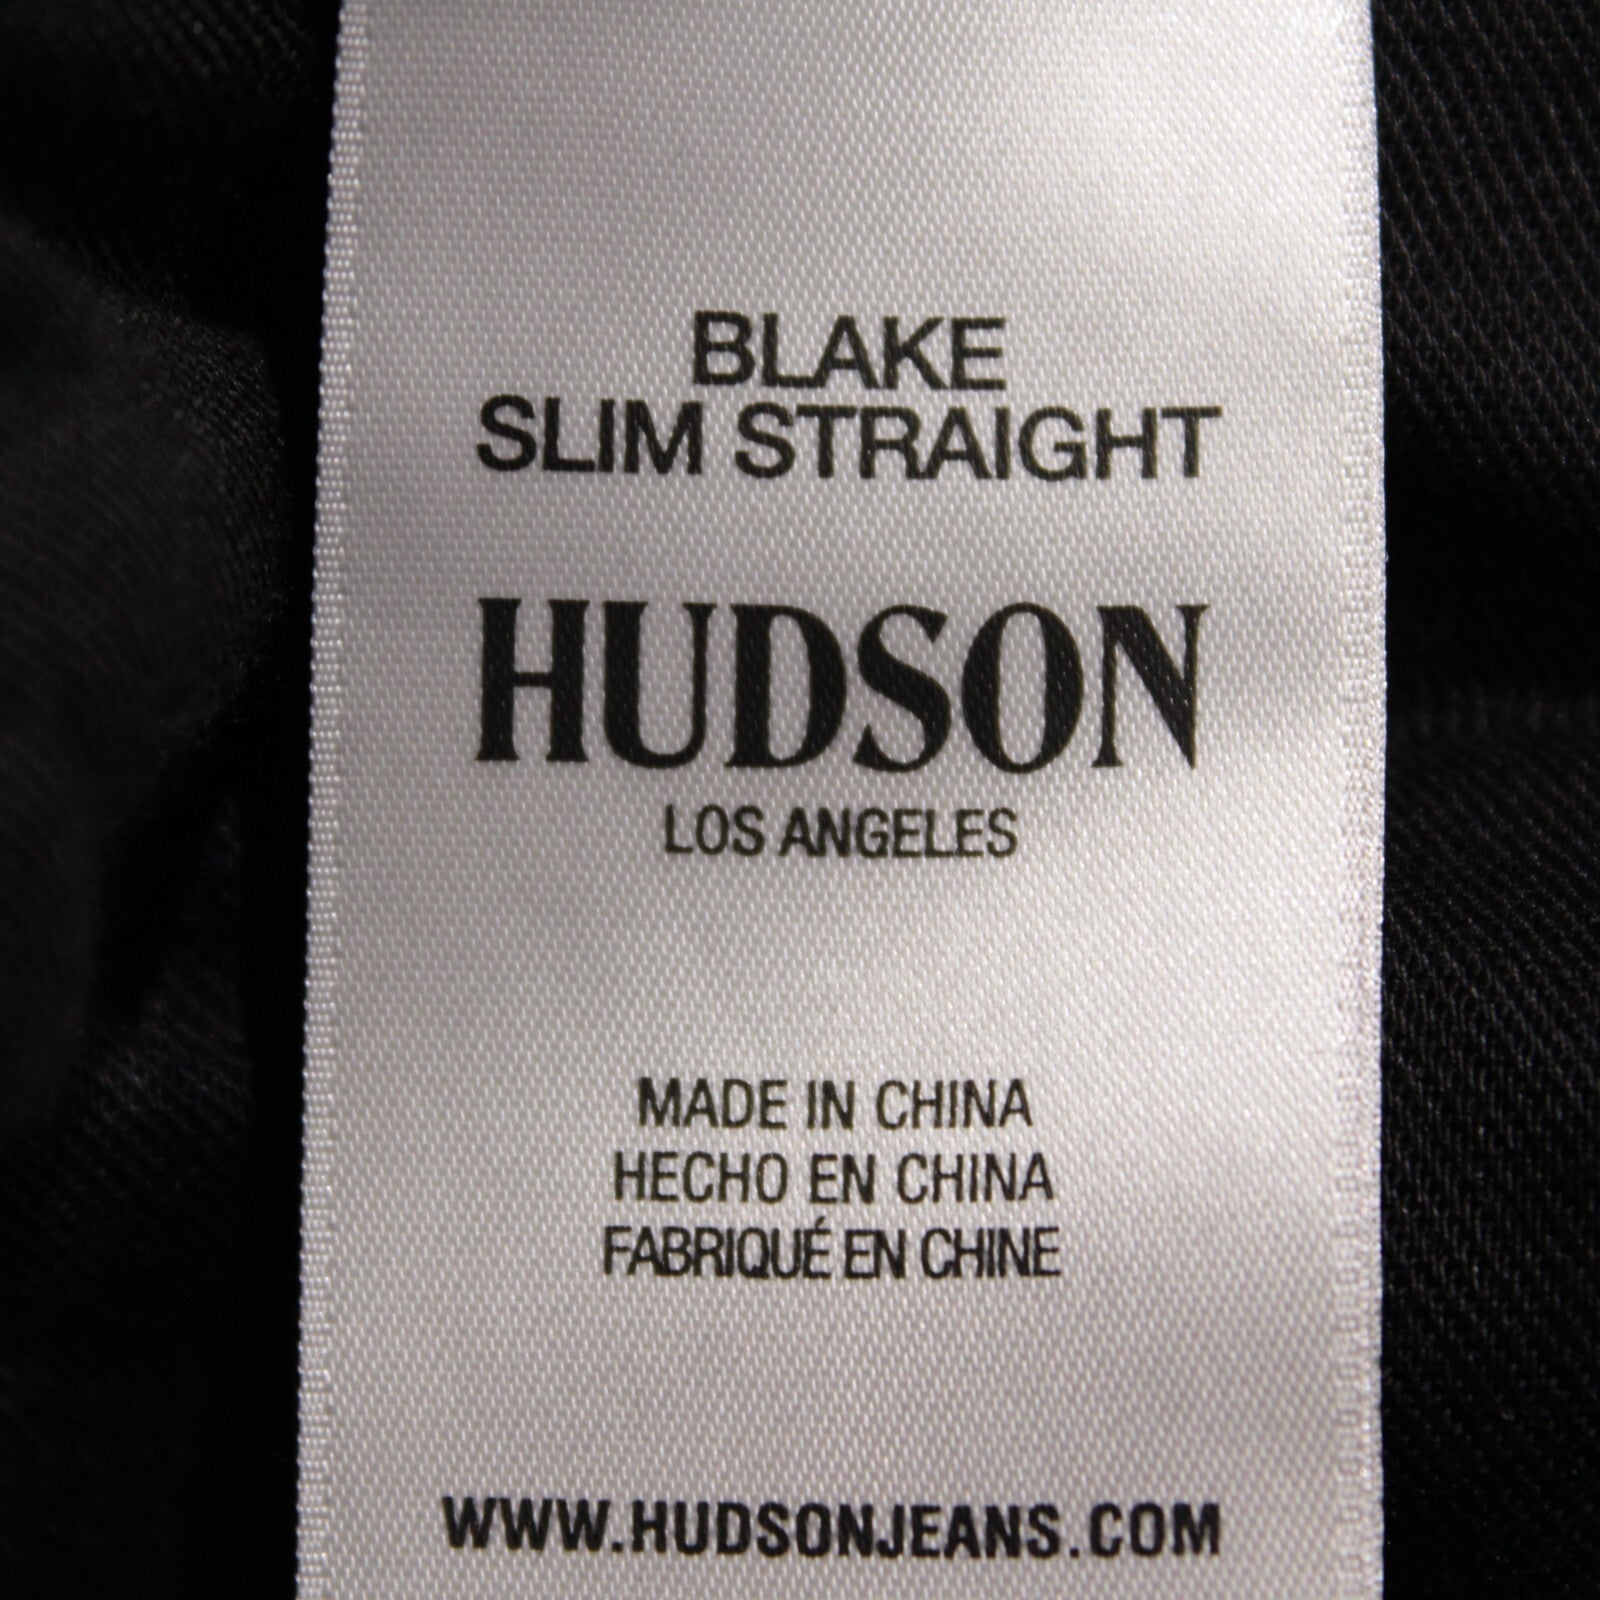 BLAKE
SLIM STRAIGHT
HUDSON
LOS ANGELES
MADE IN CHINA
HECHO EN CHINA
FABRIQUÉ EN CHINE
WWW.HUDSONJEANS.COM